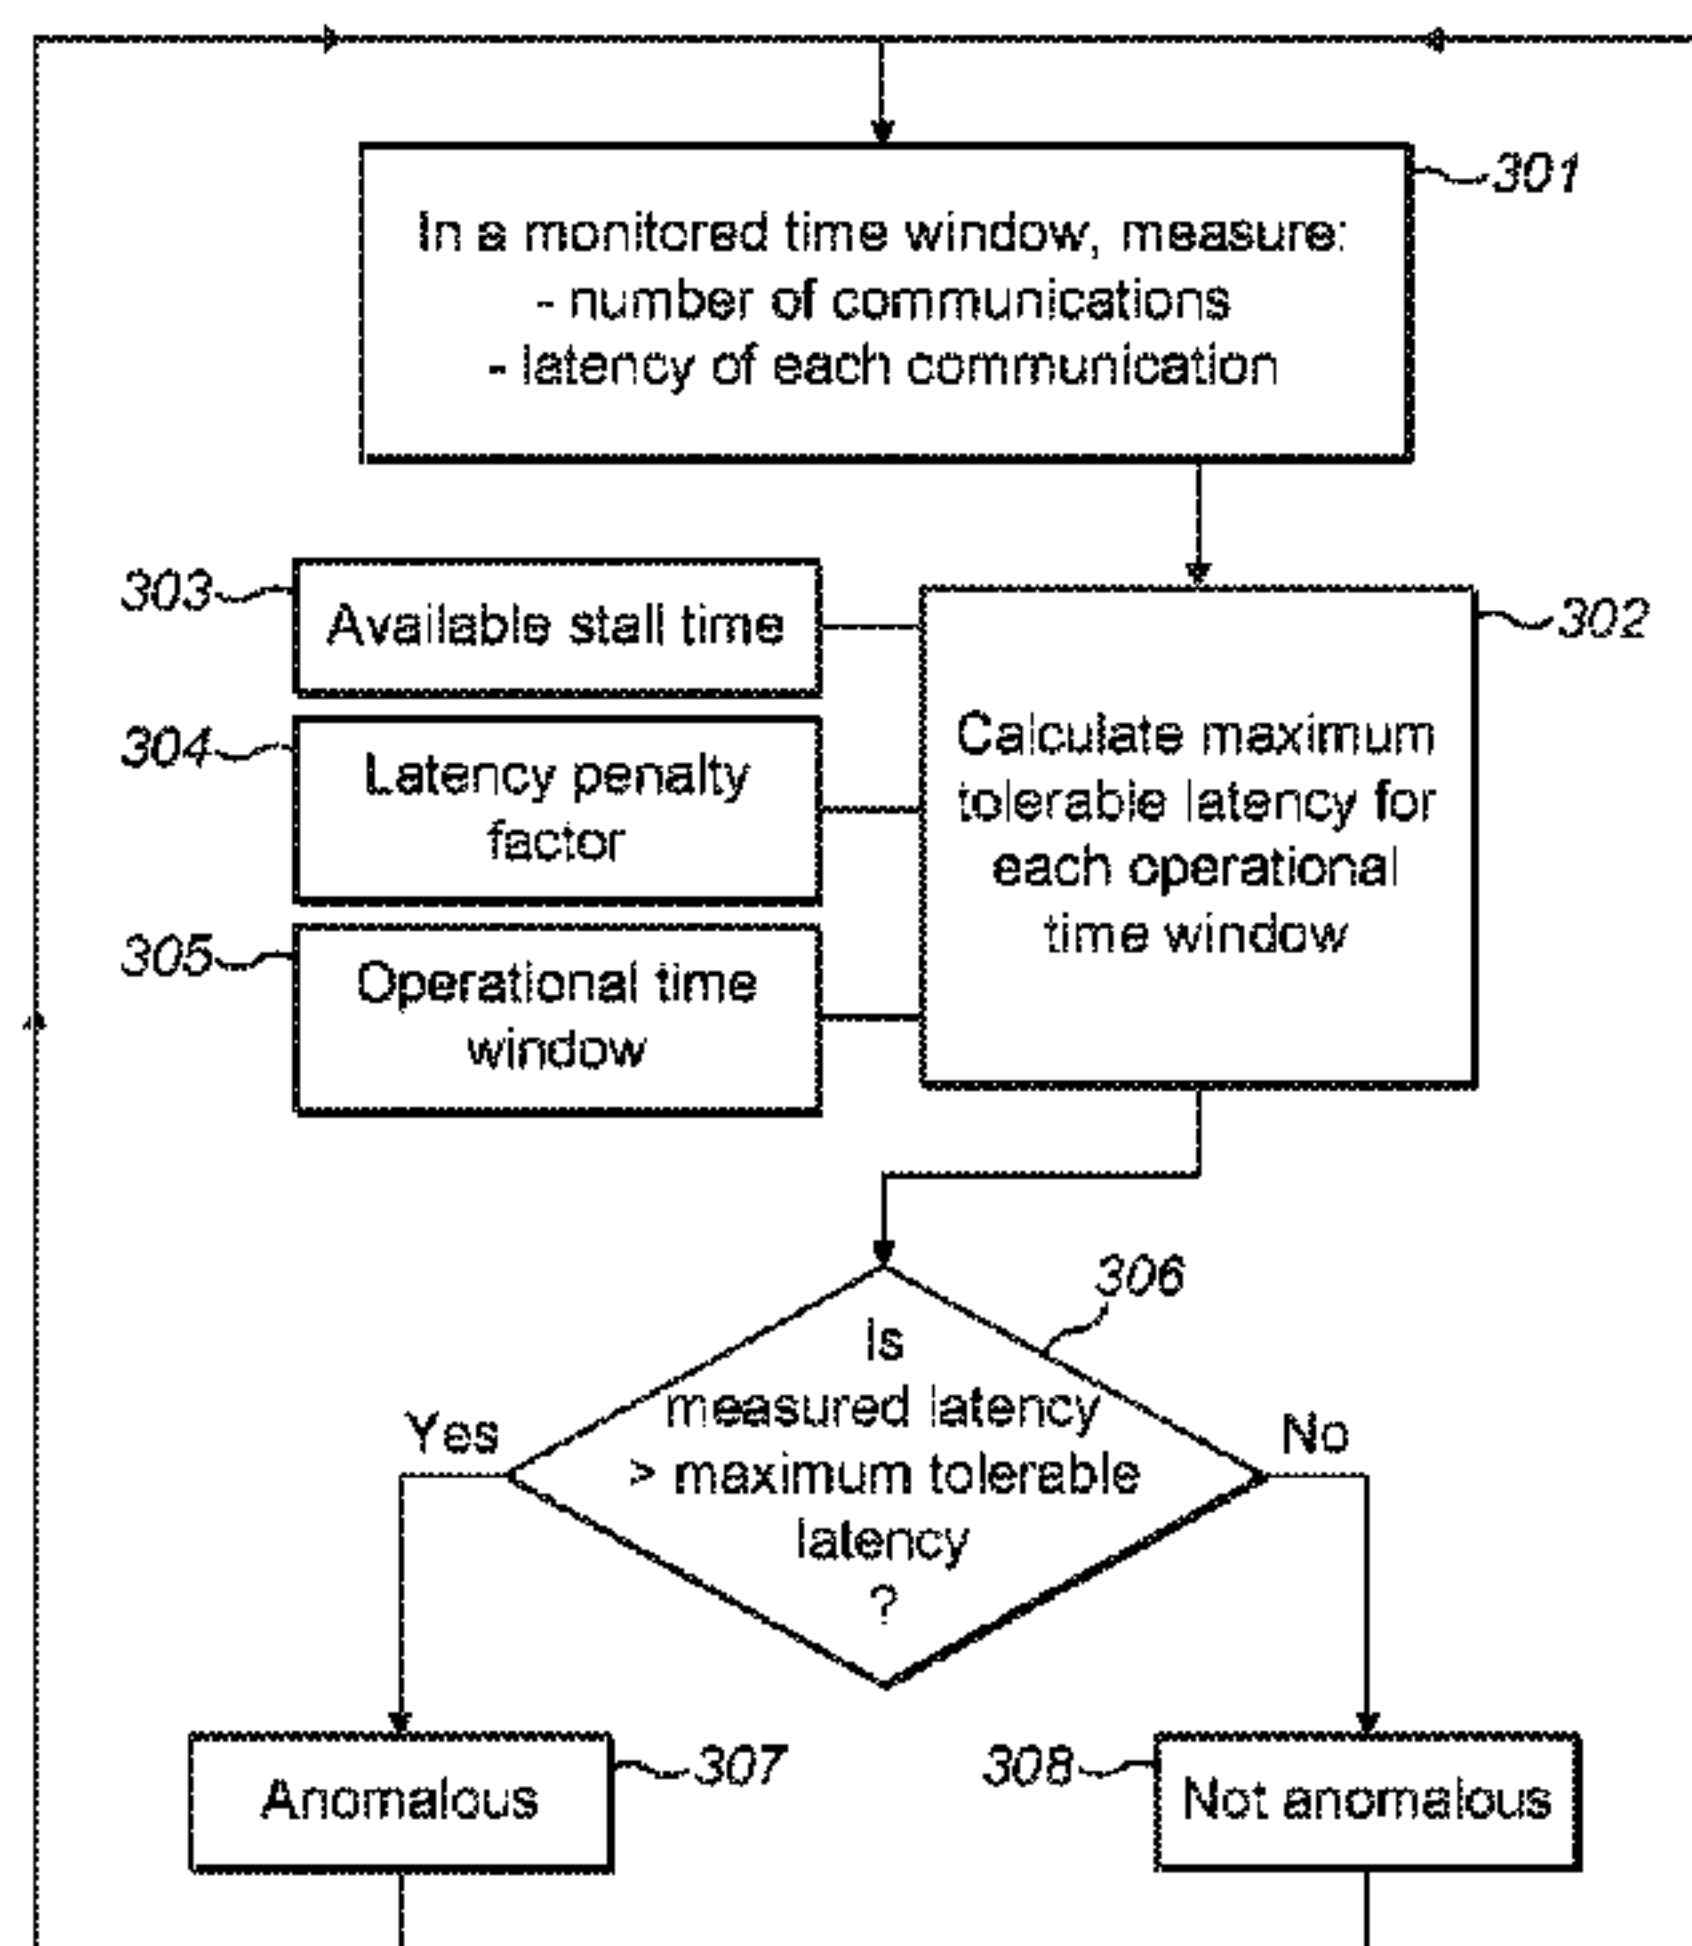 301
In a monitored time window, measure:
- number of communications
- latency of each communication
303
Available stall time
302
304
Latency penalty
factor
Calculate maximum
tolerable latency for
each operational
time window
305
Operational time
window
306
Is
measured latency
> maximum tolerable
latency
?
Yes
No
307
Anomalous
308
Not anomalous